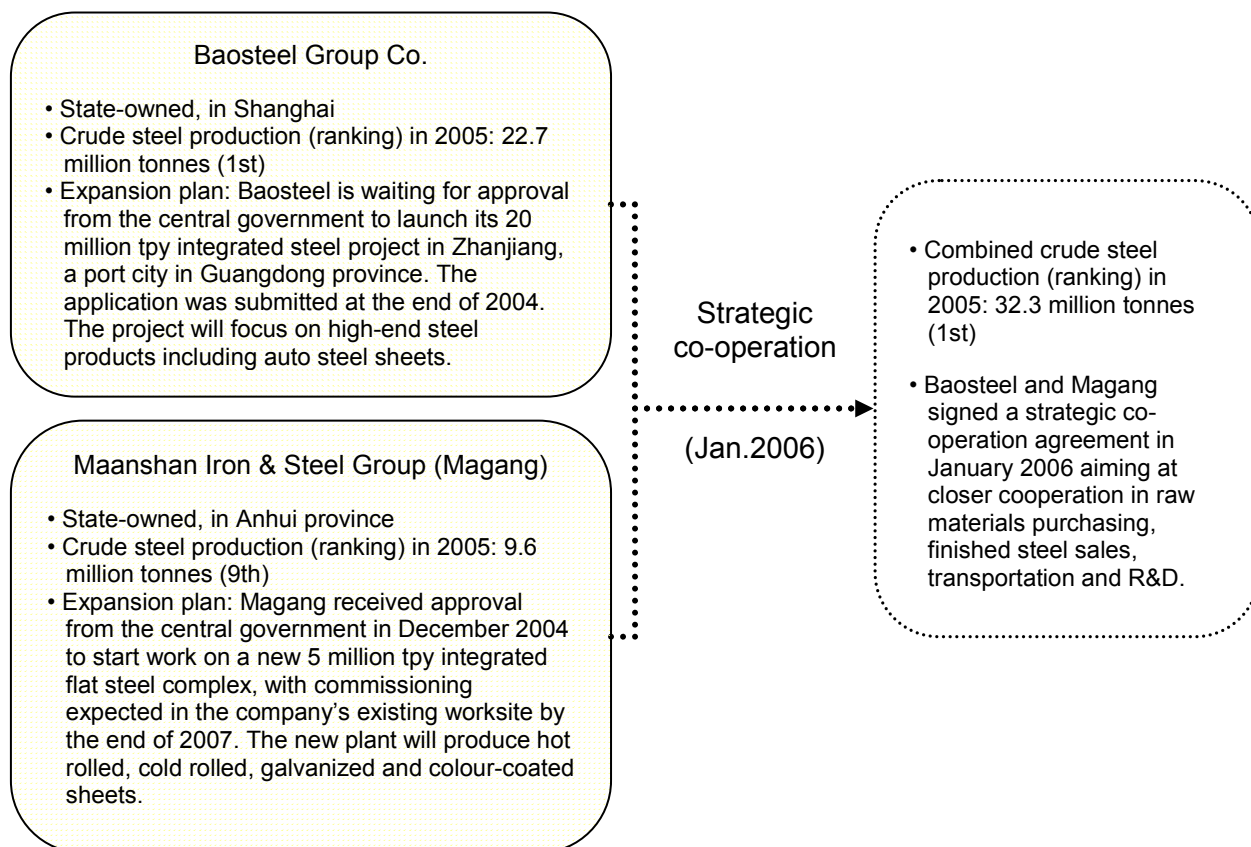 Baosteel Group Co.
• State-owned, in Shanghai
• Crude steel production (ranking) in 2005: 22.7
million tonnes (1st)
• Expansion plan: Baosteel is waiting for approval
from the central government to launch its 20
million tpy integrated steel project in Zhanjiang,
a port city in Guangdong province. The
application was submitted at the end of 2004.
The project will focus on high-end steel
products including auto steel sheets.
Maanshan Iron & Steel Group (Magang)
• State-owned, in Anhui province
• Crude steel production (ranking) in 2005: 9.6
million tonnes (9th)
• Expansion plan: Magang received approval
from the central government in December 2004
to start work on a new 5 million tpy integrated
flat steel complex, with commissioning
expected in the company's existing worksite by
the end of 2007. The new plant will produce hot
rolled, cold rolled, galvanized and colour-coated
sheets.
Strategic
co-operation
(Jan.2006)
• Combined crude steel
production (ranking) in
2005: 32.3 million tonnes
(1st)
• Baosteel and Magang
signed a strategic co-
operation agreement in
January 2006 aiming at
closer cooperation in raw
materials purchasing,
finished steel sales,
transportation and R&D.